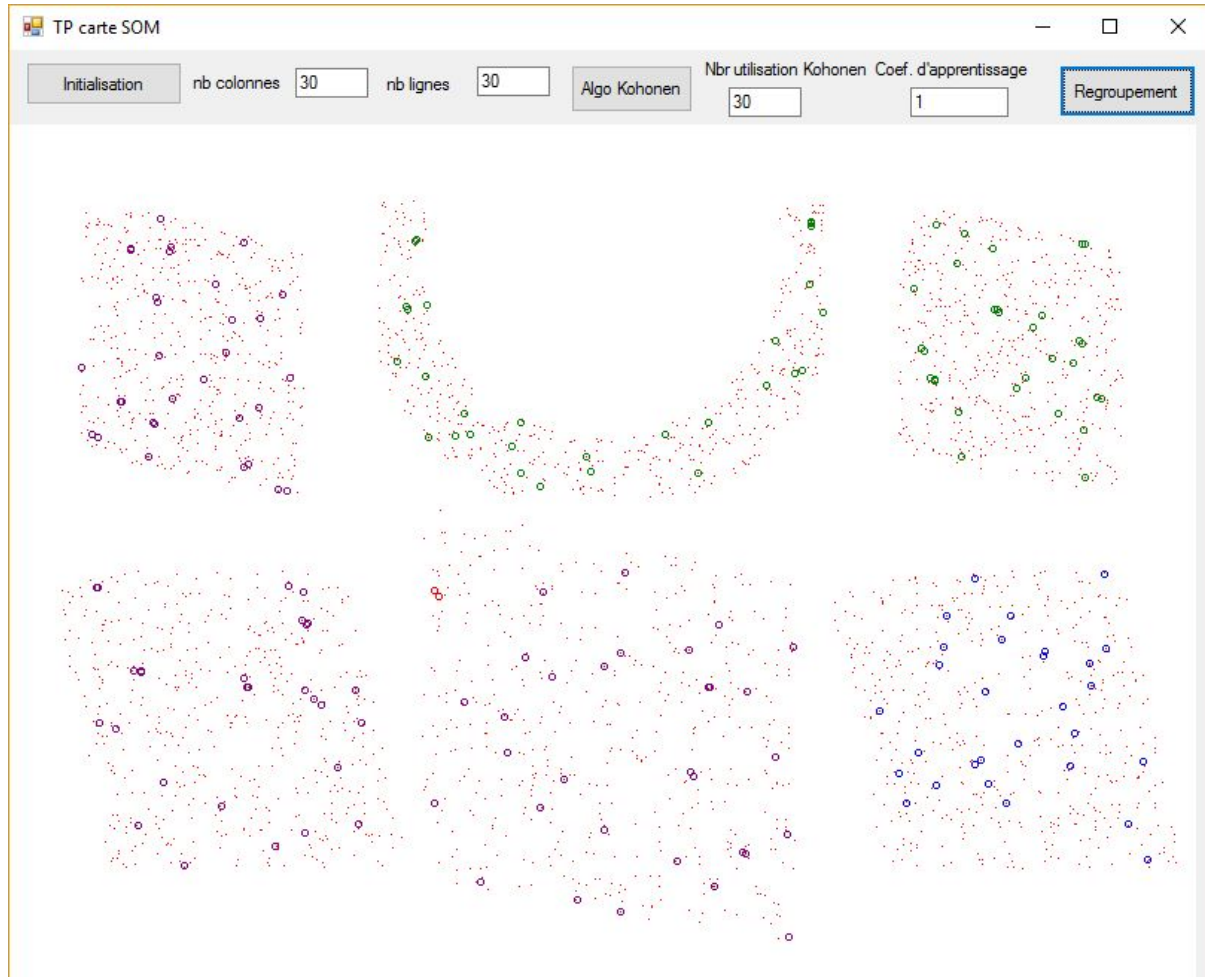 TP carte SOM
Initialisation
nb colonnes
30
nb lignes
30
Algo Kohonen
Nbr utilisation Kohonen
30
Coef. d'apprentissage
1
Regroupement